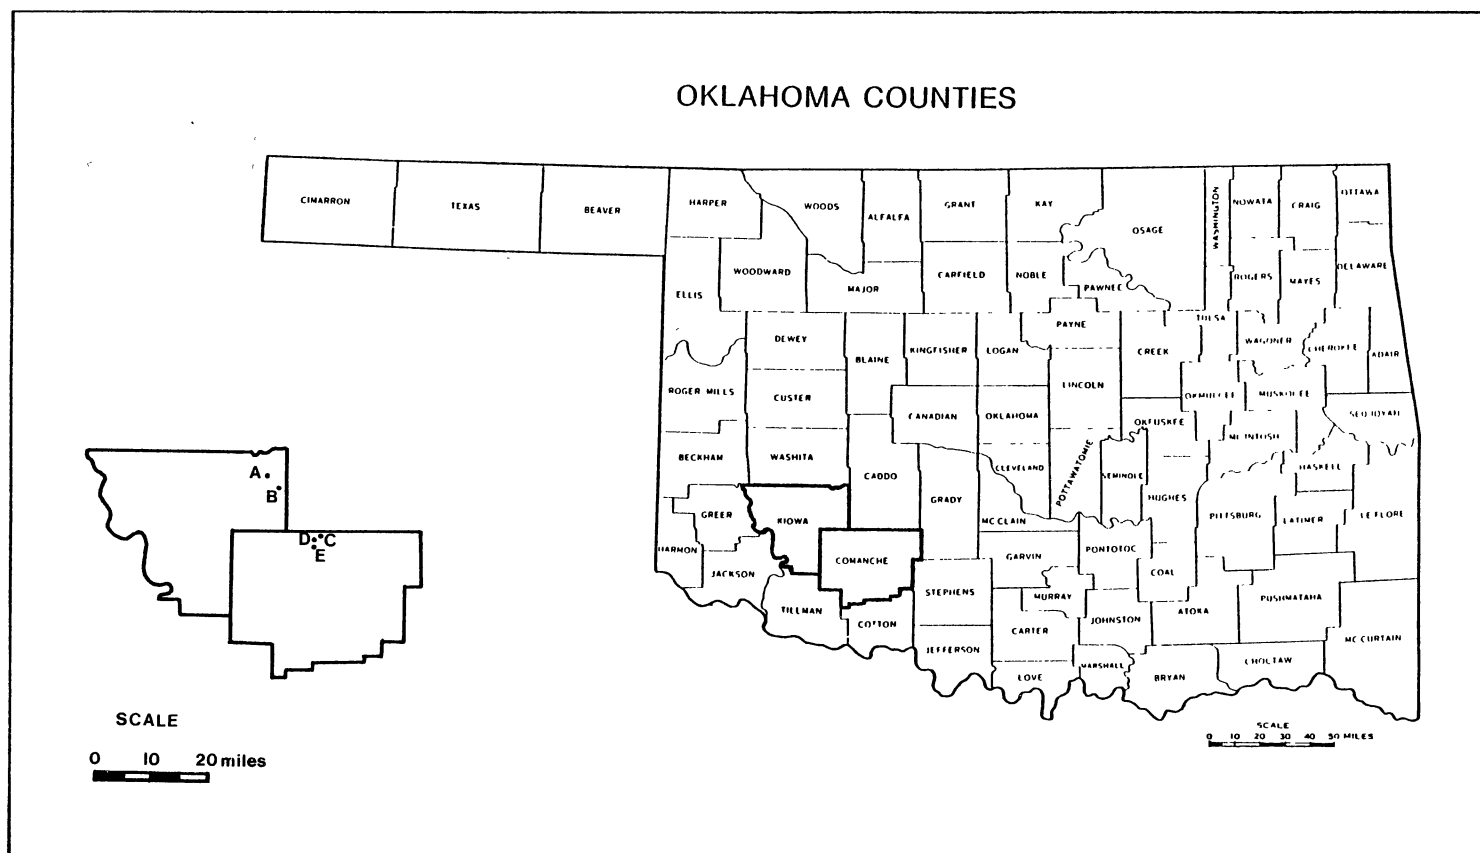 OKLAHOMA COUNTIES
CIMARRON
TEXAS
BEAVER
HARPER
WOODS
ALFALFA
GRANT
KAY
OSAGE
WASHINGTON
NOWATA
CRAIG
OTTAWA
ELLIS
WOODWARD
MAJOR
CARFIELD
NOBLE
PAWNEE
ROGERS
MAYES
DELAWARE
DEWEY
BLAINE
KINGFISHER
LOGAN
PAYNE
CREEK
TULSA
WAGONER
CHEROKEE
ADAIR
ROGER MILLS
CUSTER
CANADIAN
OKLAHOMA
LINCOLN
OKFUSKEE
OKMULGEE
MUSKOGEE
SEQUOYAH
BECKHAM
WASHITA
CADDO
GRADY
CLEVELAND
POTTAWATOMIE
SEMINOLE
HUGHES
MC INTOSH
HASKELL
GREER
KIOWA
MC CLAIN
PITTSBURG
LATIMER
LE FLORE
HARMON
JACKSON
COMANCHE
GARVIN
PONTOTOC
COAL
TILLMAN
COTTON
STEPHENS
MURRAY
JOHNSTON
ATOKA
PUSHMATAHA
JEFFERSON
CARTER
LOVE
MARSHALL
BRYAN
CHOCTAW
MC CURTAIN
A
B
D C
E
SCALE
0 10 20 miles
SCALE
0 10 20 30 40 50 MILES